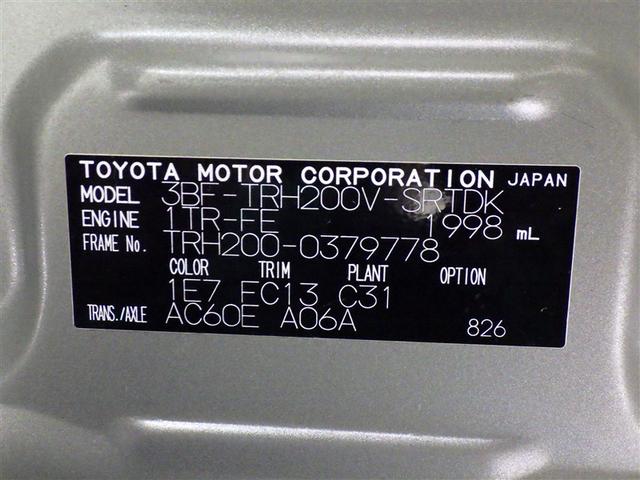 TOYOTA MOTOR CORPORATION JAPAN
MODEL 3BF-TRH200V-SRTDK
ENGINE 1TR-FE 1998 mL
FRAME No. TRH200-0379778
COLOR TRIM PLANT OPTION
1E7 FC13 C31
TRANS./AXLE AC60E A06A 826